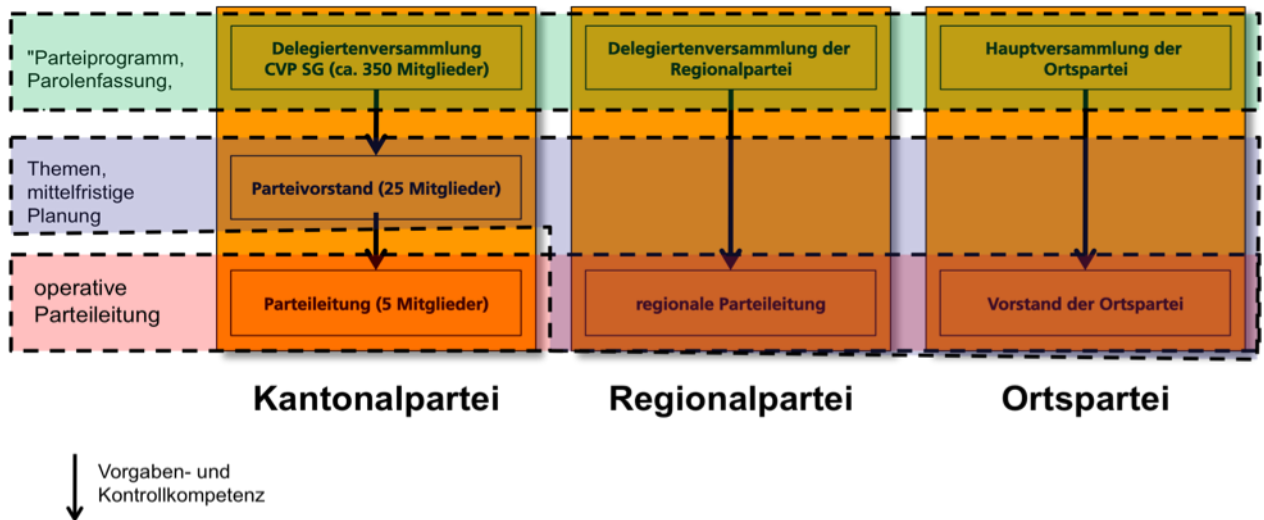 "Parteiprogramm,
Parolenfassung,
Delegiertenversammlung
CVP SG (ca. 350 Mitglieder)
Delegiertenversammlung der
Regionalpartei
Hauptversammlung der
Ortspartei
Themen,
mittelfristige
Planung
Parteivorstand (25 Mitglieder)
operative
Parteileitung
Parteileitung (5 Mitglieder)
regionale Parteileitung
Vorstand der Ortspartei
Kantonalpartei
Regionalpartei
Ortspartei
Vorgaben- und
Kontrollkompetenz